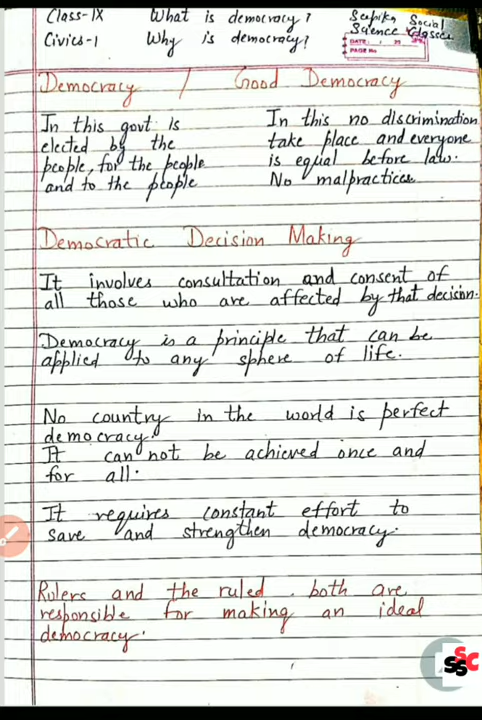 Class-IX What is democracy?
Civics-1 Why is democracy?
Social
Science Classes
DATE:
PAGE No
Democracy / Good Democracy
In this govt is
elected by the
people, for the people
and to the people
In this no discrimination
take place and everyone
is equal before law.
No malpractices
Democratic Decision Making
It involves consultation and consent of
all those who are affected by that decision.
Democracy is a principle that can be
applied to any sphere of life.
No country in the world is perfect
democracy.
It can not be achieved once and
for all.
It requires constant effort to
save and strengthen democracy.
Rulers and the ruled both are
responsible for making an ideal
democracy.
SSSC